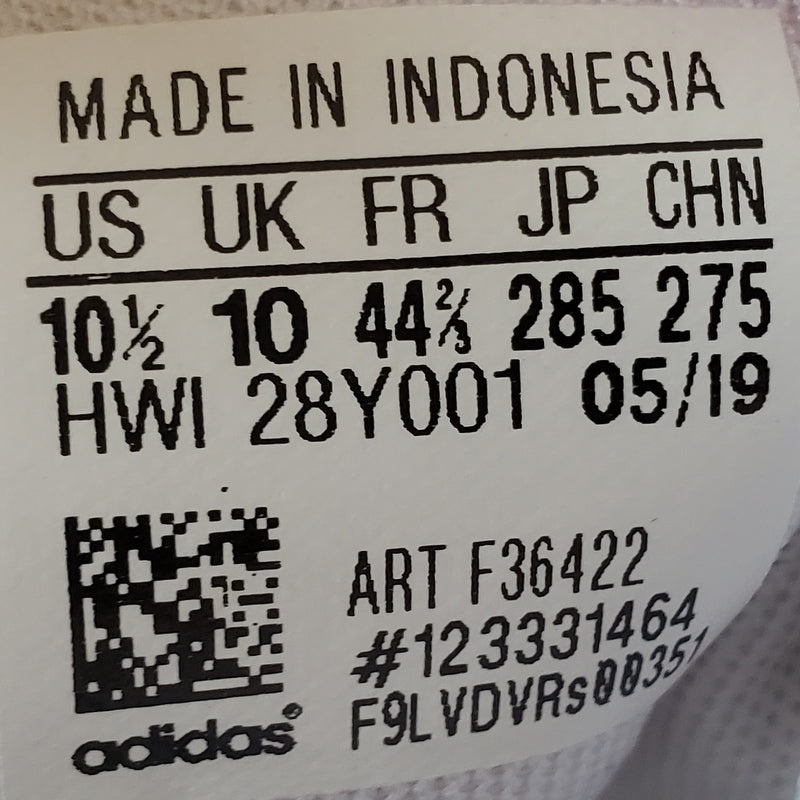 MADE IN INDONESIA
US UK FR JP CHN
10½ 10 44⅔ 285 275
HWI 28Y001 05/19
ART F36422
#123331464
F9LVDVRs00351
adidas®